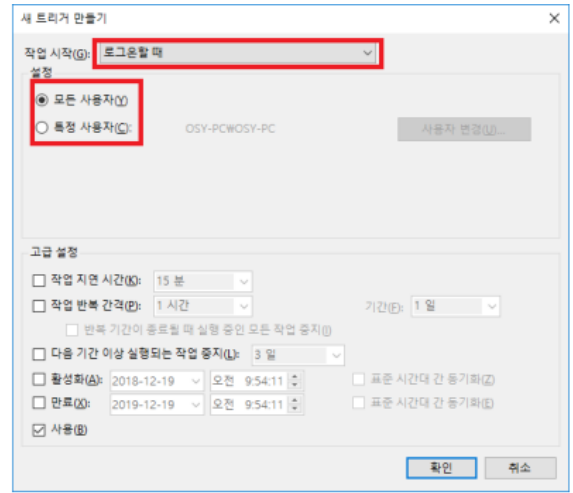 새 트리거 만들기
작업 시작(G): 로그온할 때
설정
모든 사용자(Y)
특정 사용자(C): OSY-PC₩OSY-PC 사용자 변경(U)...
고급 설정
작업 지연 시간(K): 15 분
작업 반복 간격(P): 1 시간 기간(F): 1 일
반복 기간이 종료될 때 실행 중인 모든 작업 중지(I)
다음 기간 이상 실행되는 작업 중지(L): 3 일
활성화(A): 2018-12-19 오전 9:54:11 표준 시간대 간 동기화(Z)
만료(X): 2019-12-19 오전 9:54:11 표준 시간대 간 동기화(E)
사용(B)
확인 취소